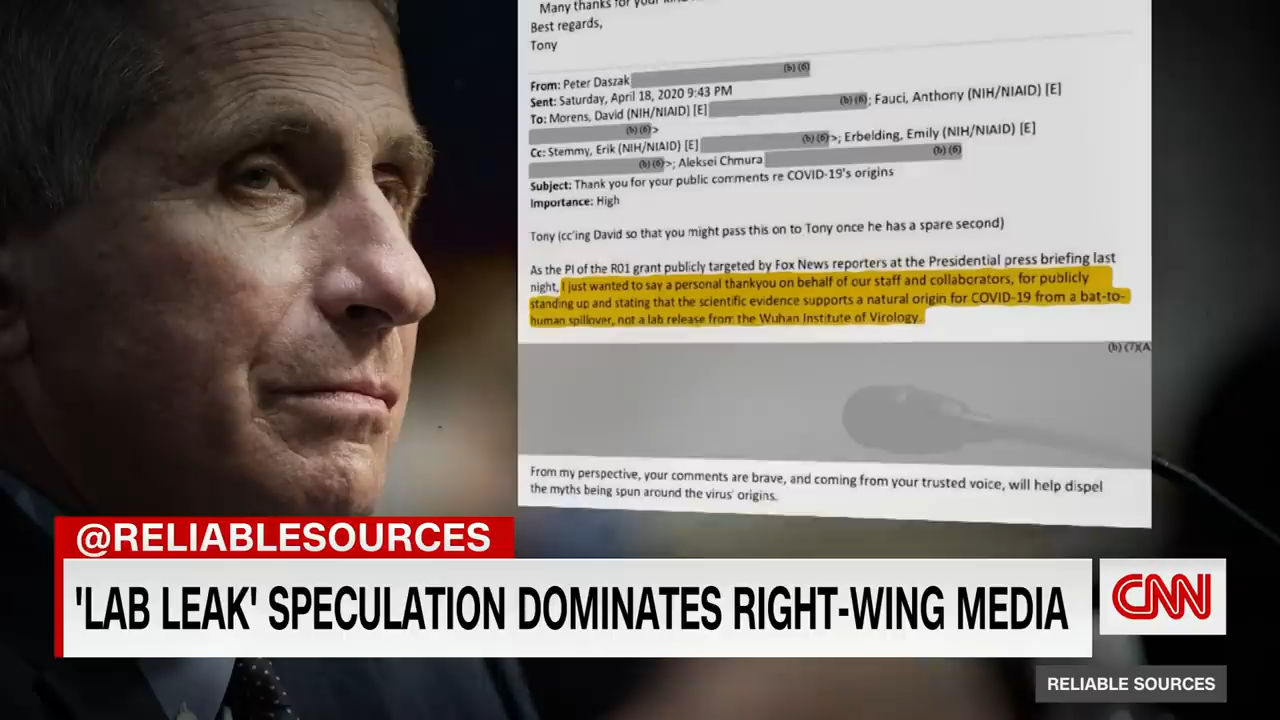 Many thanks for your
Best regards,
Tony
From: Peter Daszak (b) (6)
Sent: Saturday, April 18, 2020 9:43 PM
To: Morens, David (NIH/NIAID) [E] (b) (6); Fauci, Anthony (NIH/NIAID) [E]
(b) (6)>
Cc: Stemmy, Erik (NIH/NIAID) [E] (b) (6)>; Erbelding, Emily (NIH/NIAID) [E]
(b) (6)>; Aleksei Chmura (b) (6)
Subject: Thank you for your public comments re COVID-19's origins
Importance: High
Tony (cc'ing David so that you might pass this on to Tony once he has a spare second)
As the PI of the R01 grant publicly targeted by Fox News reporters at the Presidential press briefing last
night, I just wanted to say a personal thankyou on behalf of our staff and collaborators, for publicly
standing up and stating that the scientific evidence supports a natural origin for COVID-19 from a bat-to-
human spillover, not a lab release from the Wuhan Institute of Virology.
(b) (7)(A
From my perspective, your comments are brave, and coming from your trusted voice, will help dispel
the myths being spun around the virus' origins.
@RELIABLESOURCES
'LAB LEAK' SPECULATION DOMINATES RIGHT-WING MEDIA
CNN
RELIABLE SOURCES